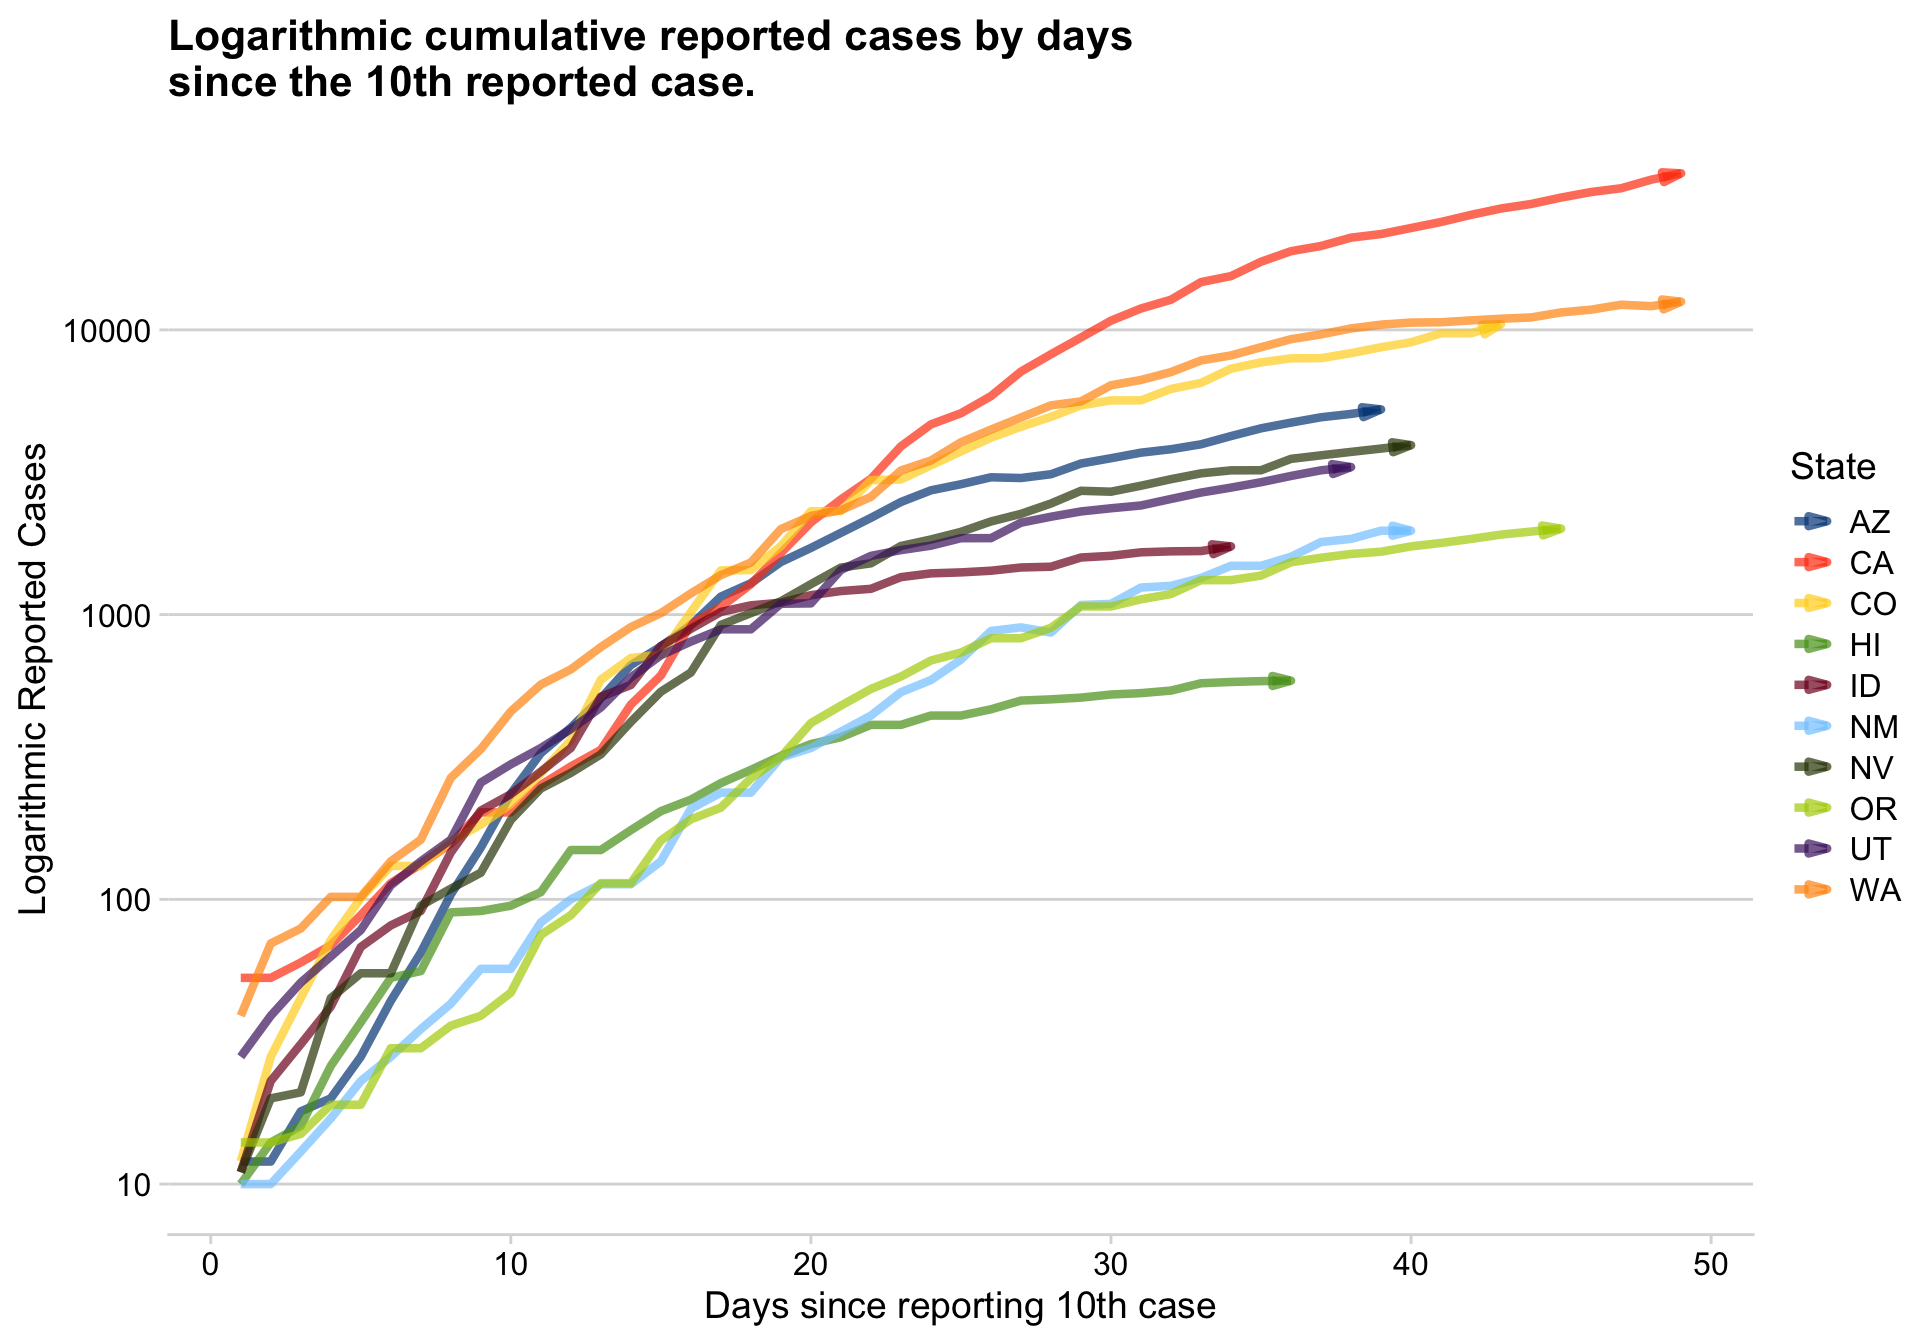 Logarithmic cumulative reported cases by days
since the 10th reported case.
Logarithmic Reported Cases
10000
1000
100
10
0 10 20 30 40 50
Days since reporting 10th case
State
AZ
CA
CO
HI
ID
NM
NV
OR
UT
WA